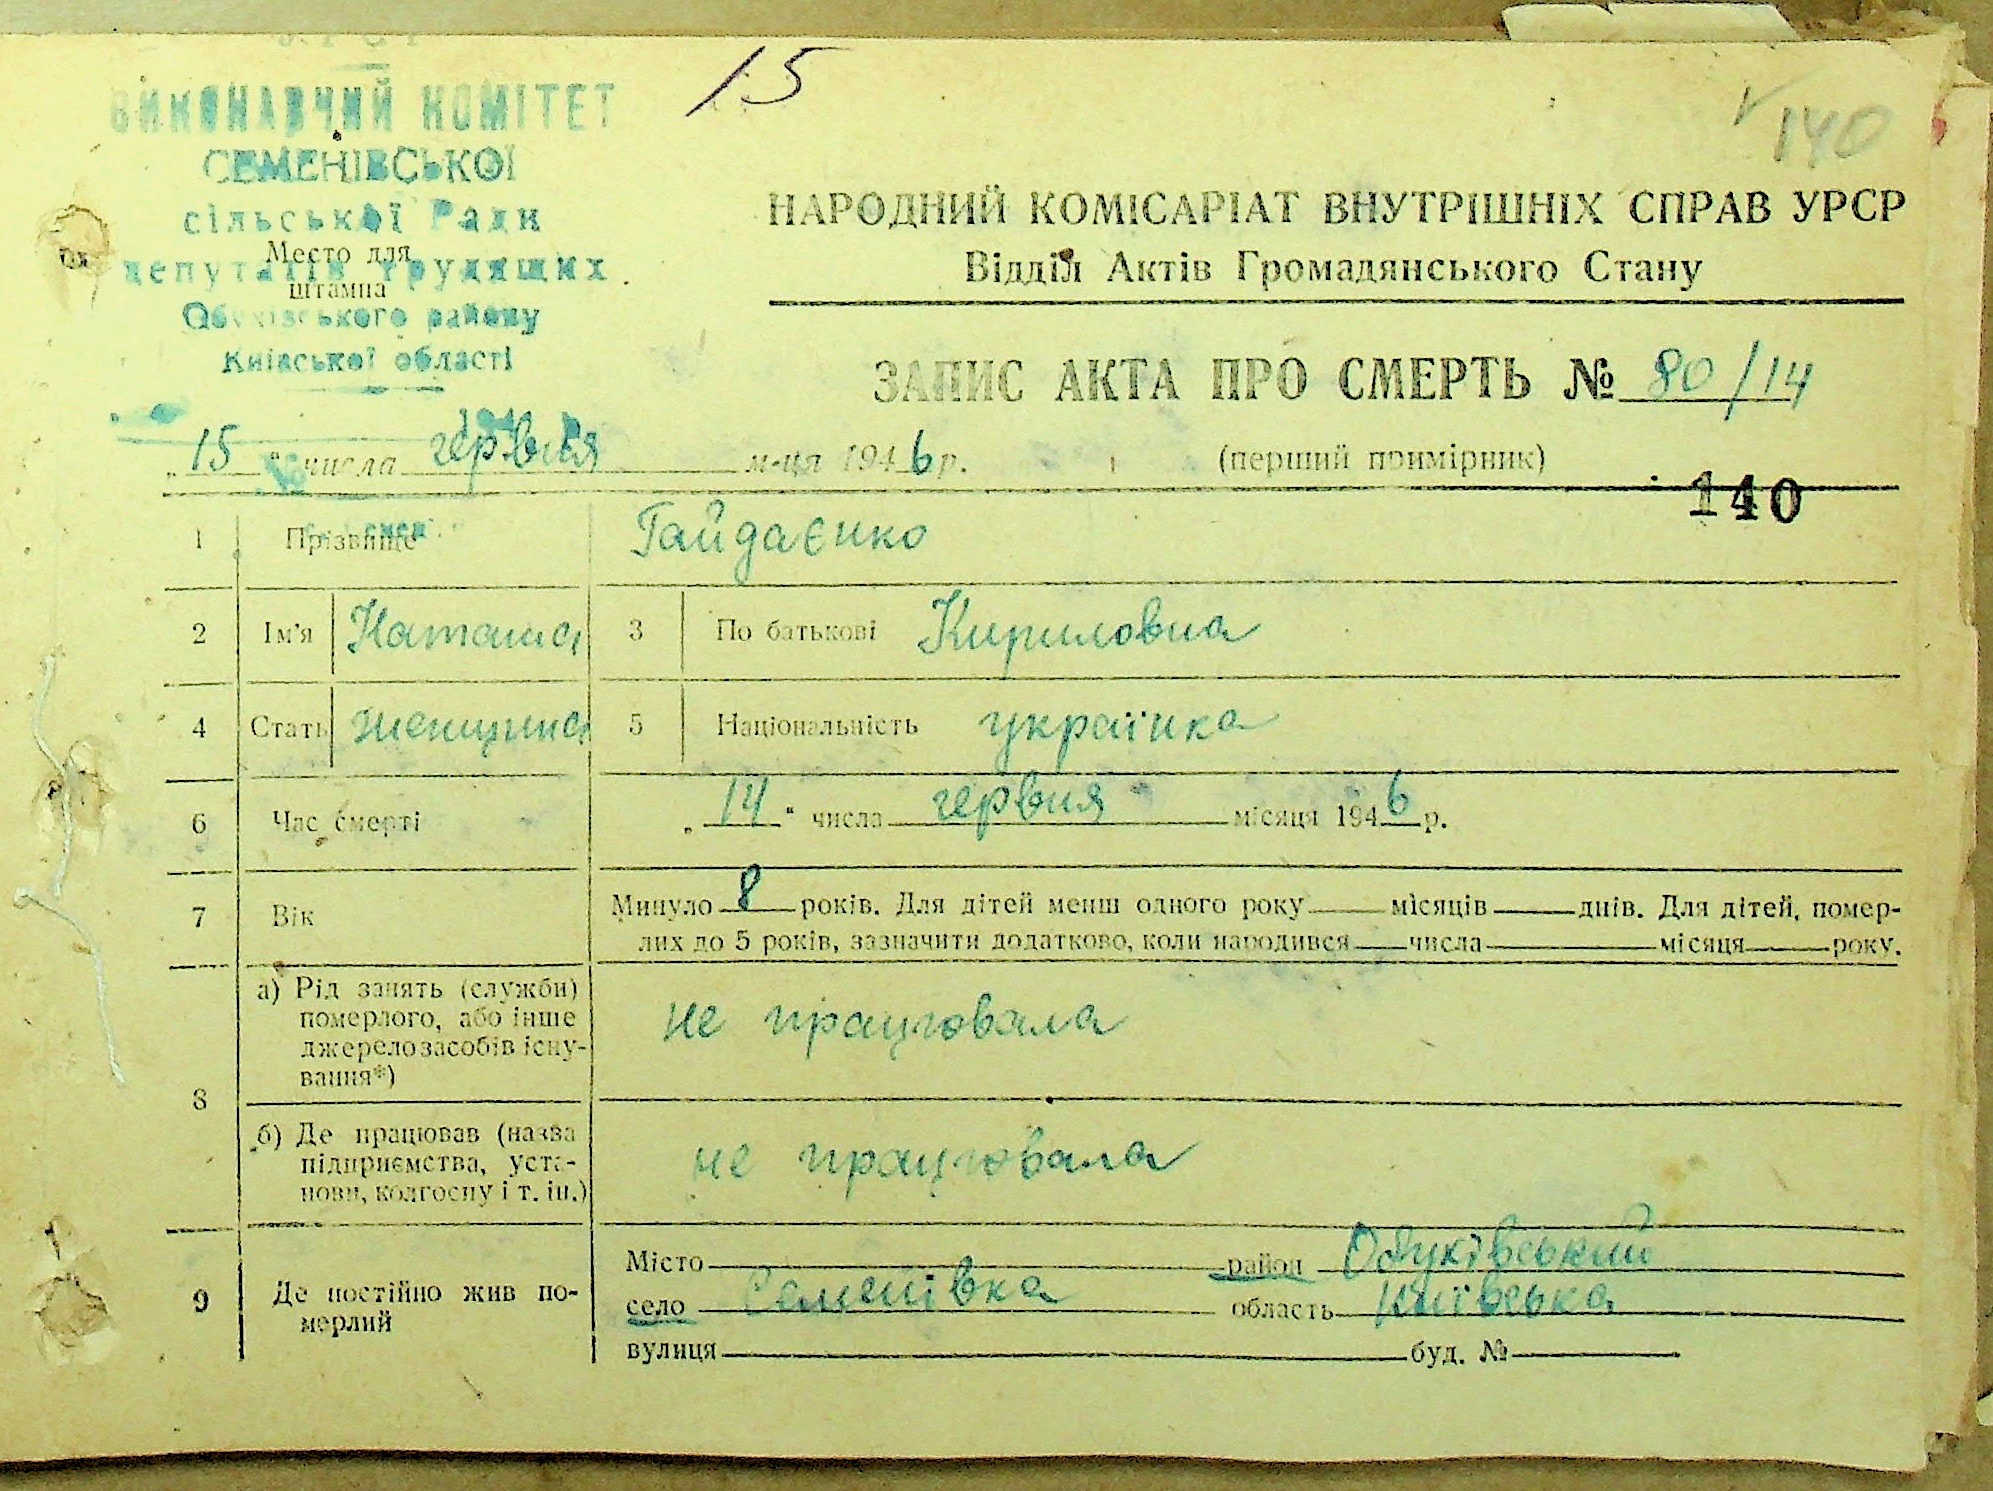 15
140
УРСР
ВИКОНАВЧИЙ КОМІТЕТ
СЕМЕНІВСЬКОЇ
сільської Ради
депутатів трудящих
Обухівського району
Київської області
Место для
штампа
НАРОДНИЙ КОМІСАРІАТ ВНУТРІШНІХ СПРАВ УРСР
Відділ Актів Громадянського Стану
ЗАПИС АКТА ПРО СМЕРТЬ № 80/14
„15“ числа червня м-ця 1946 р. (перший примірник)
140
1 Прізвище Гайдаєнко
2 Ім'я Наташа 3 По батькові Кириловна
4 Стать женщина 5 Національність українка
6 Час смерті „14“ числа червня місяця 1946 р.
7 Вік Минуло 8 років. Для дітей менш одного року місяців днів. Для дітей, помер-
лих до 5 років, зазначити додатково, коли народився числа місяця року.
8 а) Рід занять (служби)
померлого, або інше
джерело засобів існу-
вання*)
не працювала
б) Де працював (назва
підприємства, уста-
нови, колгоспу і т. ін.)
не працювала
9 Де постійно жив по-
мерлий
Місто район Обухівський
село Семенівка область Київська
вулиця буд. №